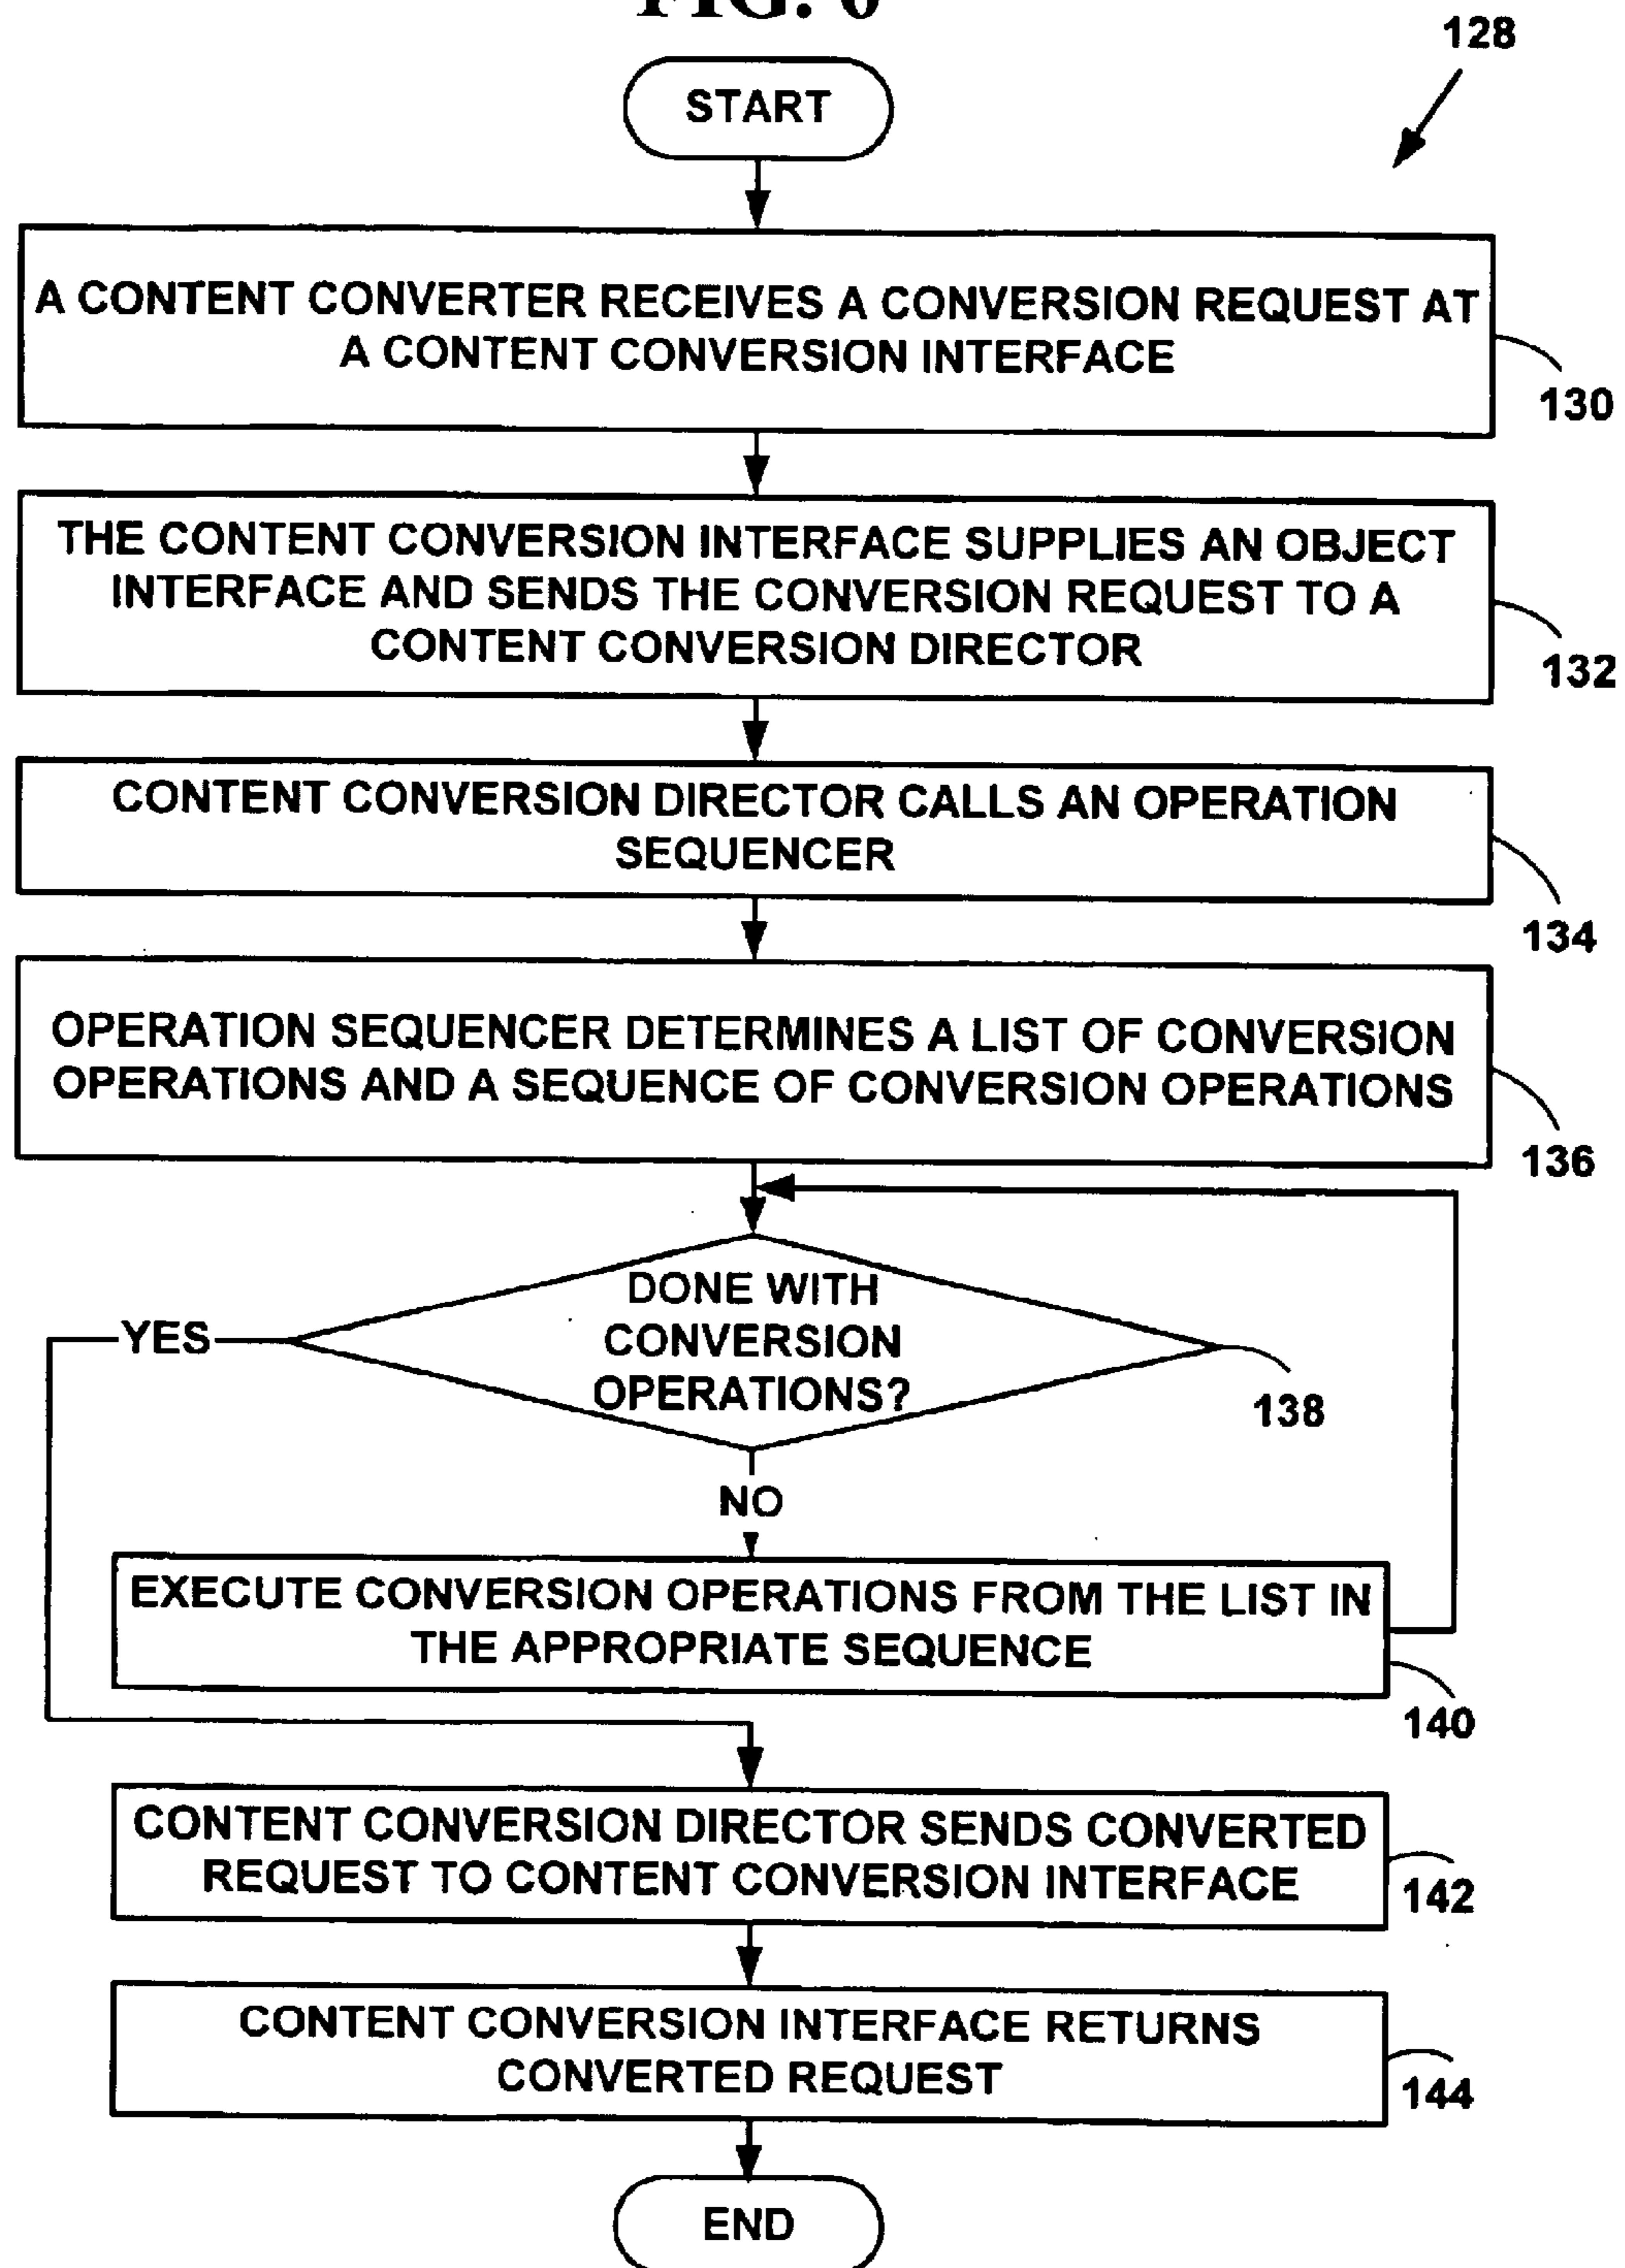 FIG. 6
128
START
A CONTENT CONVERTER RECEIVES A CONVERSION REQUEST AT
A CONTENT CONVERSION INTERFACE
130
THE CONTENT CONVERSION INTERFACE SUPPLIES AN OBJECT
INTERFACE AND SENDS THE CONVERSION REQUEST TO A
CONTENT CONVERSION DIRECTOR
132
CONTENT CONVERSION DIRECTOR CALLS AN OPERATION
SEQUENCER
134
OPERATION SEQUENCER DETERMINES A LIST OF CONVERSION
OPERATIONS AND A SEQUENCE OF CONVERSION OPERATIONS
136
DONE WITH
YES
CONVERSION
OPERATIONS?
138
NO
EXECUTE CONVERSION OPERATIONS FROM THE LIST IN
THE APPROPRIATE SEQUENCE
140
CONTENT CONVERSION DIRECTOR SENDS CONVERTED
REQUEST TO CONTENT CONVERSION INTERFACE
142
CONTENT CONVERSION INTERFACE RETURNS
CONVERTED REQUEST
144
END